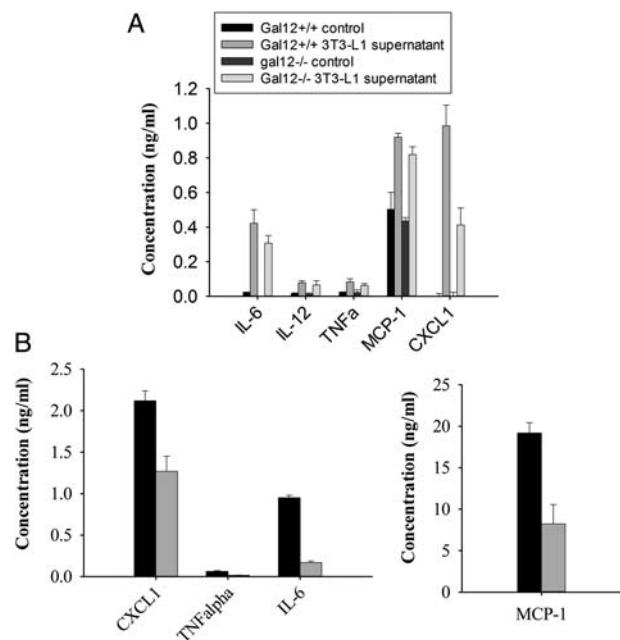 A
Gal12+/+ control
Gal12+/+ 3T3-L1 supernatant
gal12-/- control
Gal12-/- 3T3-L1 supernatant
Concentration (ng/ml)
1.2
1.0
0.8
0.6
0.4
0.2
0.0
IL-6
IL-12
TNFa
MCP-1
CXCL1
B
Concentration (ng/ml)
2.5
2.0
1.5
1.0
0.5
0.0
CXCL1
TNFalpha
IL-6
Concentration (ng/ml)
25
20
15
10
5
0
MCP-1